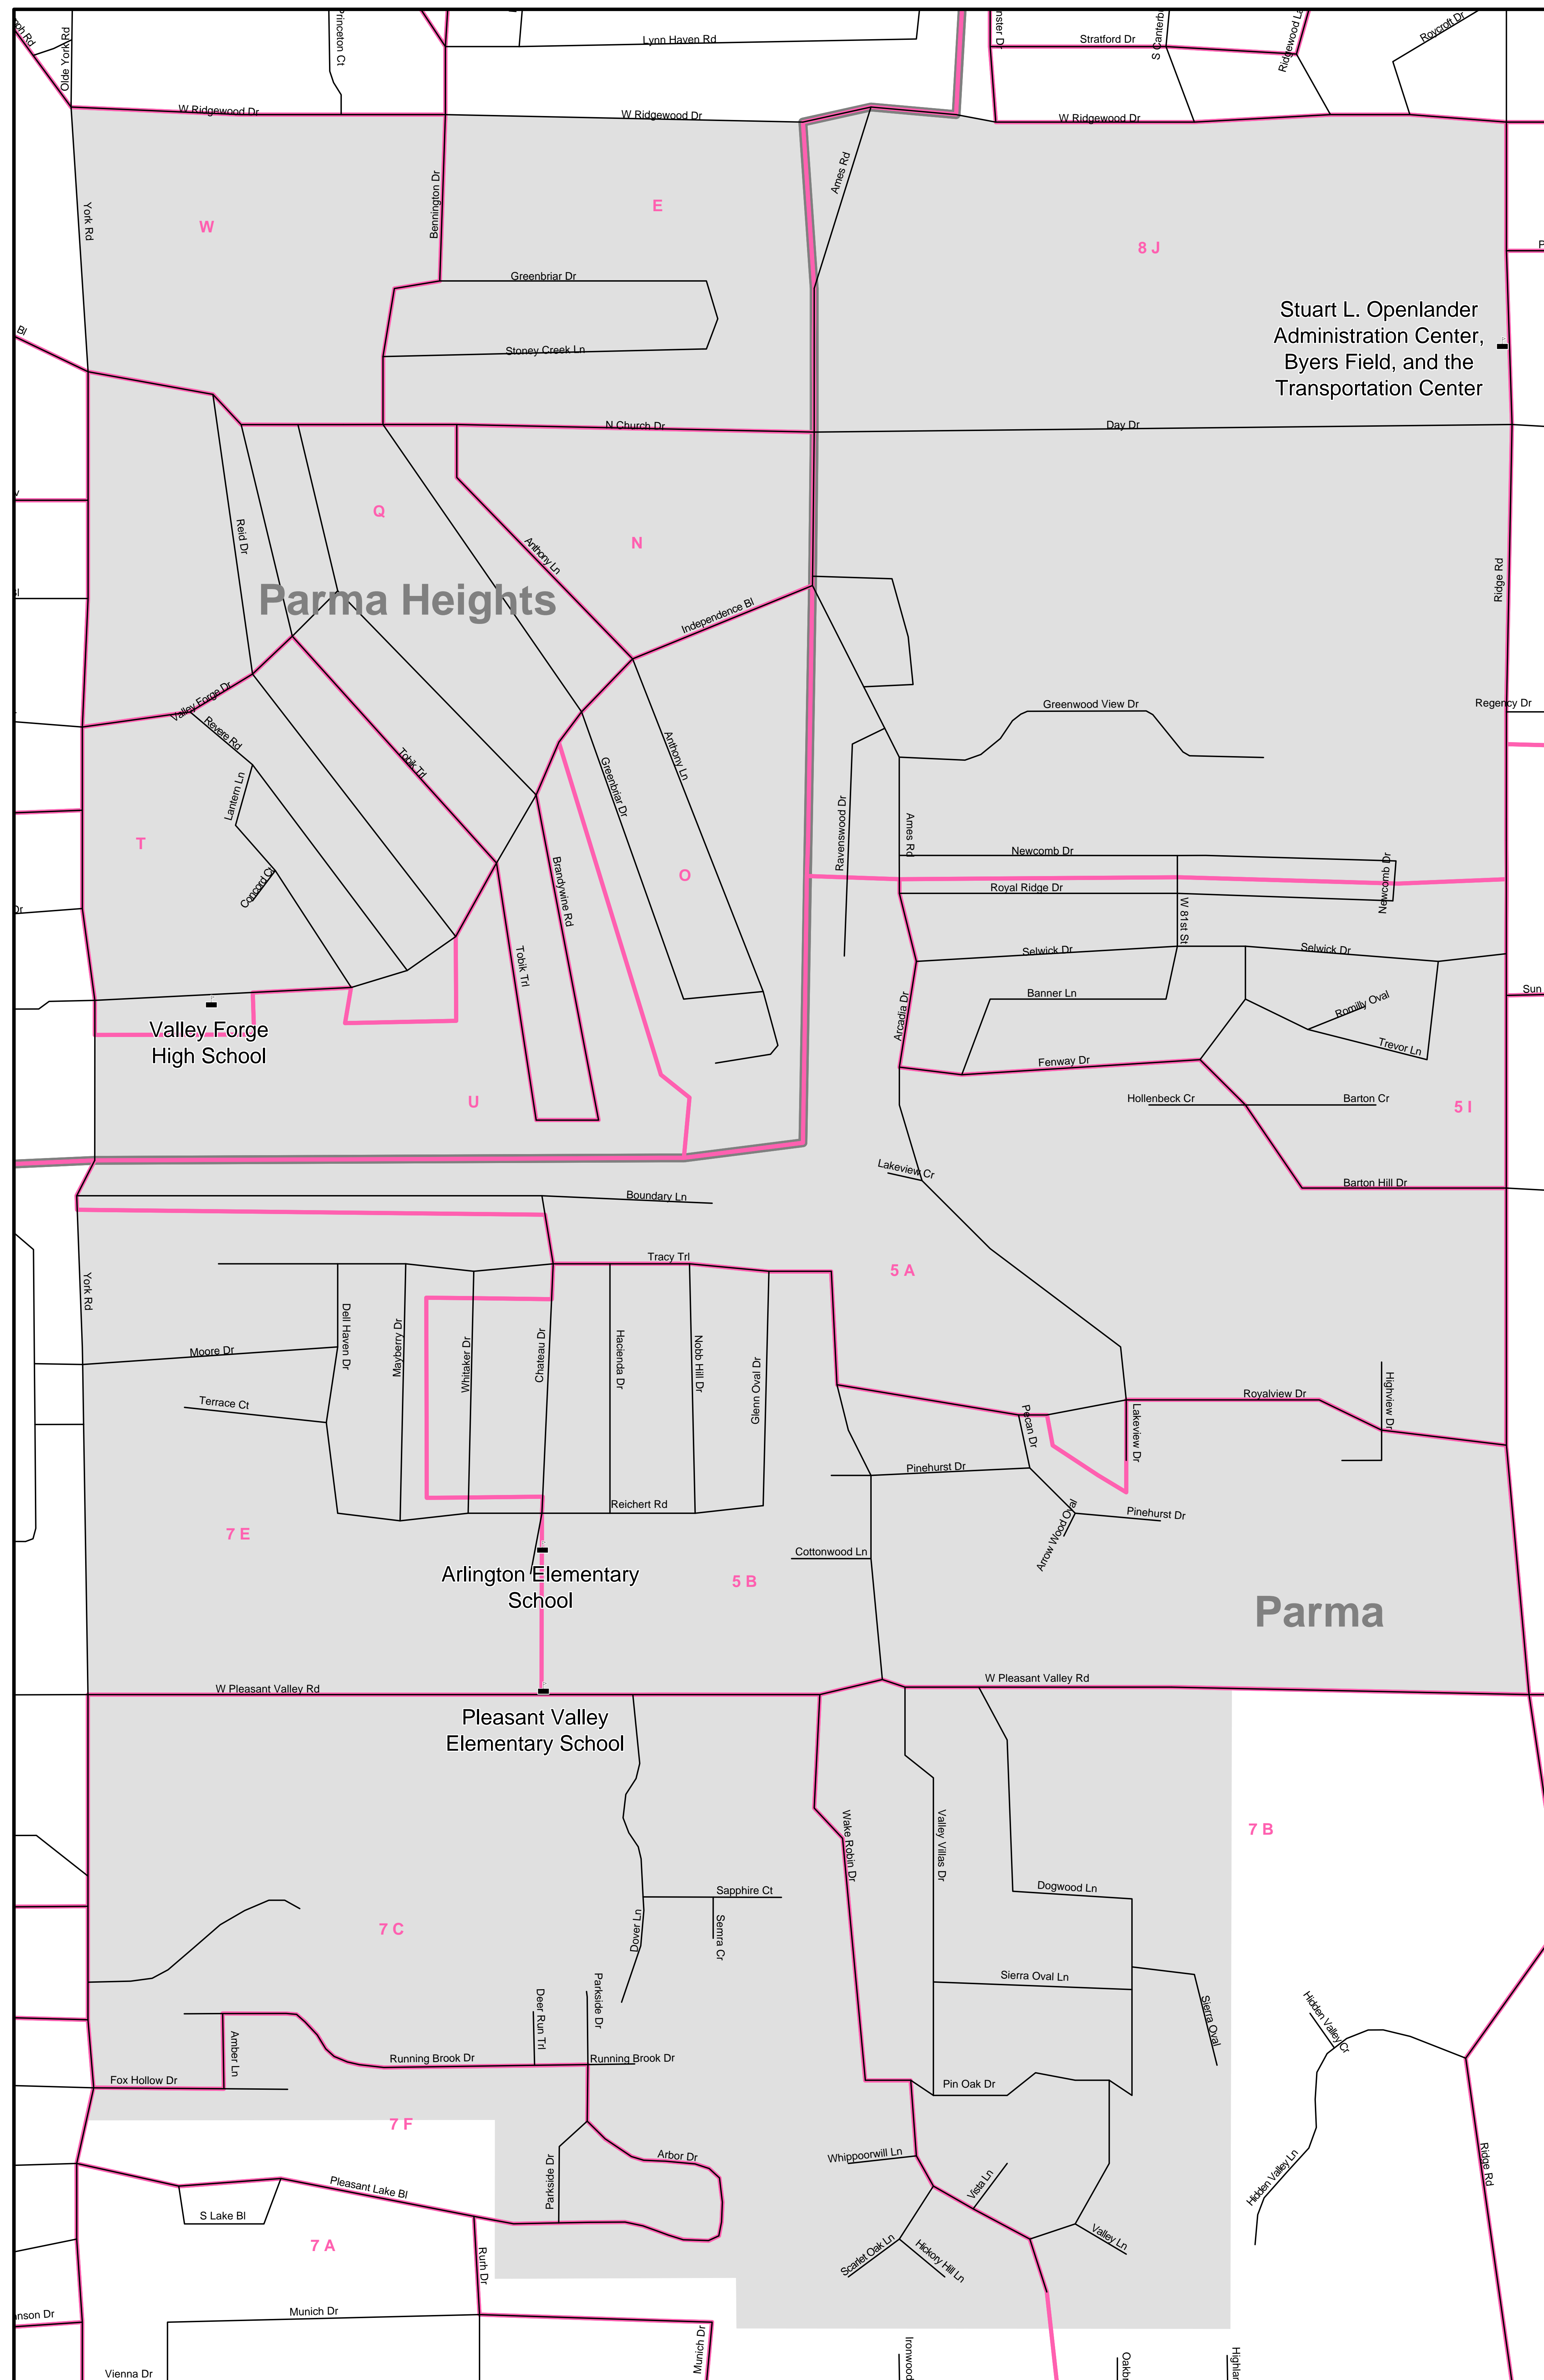 Olde York Rd
Princeton Ct
Lynn Haven Rd
Stratford Dr
Roycroft Dr
W Ridgewood Dr
W Ridgewood Dr
W Ridgewood Dr
York Rd
Bennington Dr
Ames Rd
W
E
8 J
Greenbriar Dr
Stoney Creek Ln
Stuart L. Openlander
Administration Center,
Byers Field, and the
Transportation Center
Bl
N Church Dr
Day Dr
Q
N
Reid Dr
Anthony Ln
Parma Heights
Independence Bl
Ridge Rd
Valley Forge Dr
Revere Rd
Tobik Trl
Lantern Ln
Greenbriar Dr
Anthony Ln
Greenwood View Dr
Regency Dr
Ravenswood Dr
Ames Rd
T
O
Concord Ct
Brandywine Rd
Newcomb Dr
Newcomb Dr
Royal Ridge Dr
W 81st St
Tobik Trl
Selwick Dr
Selwick Dr
Banner Ln
Romilly Oval
Trevor Ln
Sun
Arcadia Dr
Valley Forge
High School
Fenway Dr
U
Hollenbeck Cr
Barton Cr
5 I
Lakeview Cr
Barton Hill Dr
Boundary Ln
Tracy Trl
5 A
York Rd
Moore Dr
Dell Haven Dr
Mayberry Dr
Whitaker Dr
Chateau Dr
Hacienda Dr
Nobb Hill Dr
Glenn Oval Dr
Terrace Ct
Royalview Dr
Highview Dr
Pecan Dr
Lakeview Dr
Pinehurst Dr
Reichert Rd
Pinehurst Dr
Arrow Wood Oval
7 E
Cottonwood Ln
Arlington Elementary
School
5 B
Parma
W Pleasant Valley Rd
W Pleasant Valley Rd
Pleasant Valley
Elementary School
Wake Robin Dr
Valley Villas Dr
7 B
Dogwood Ln
Sapphire Ct
Semra Cr
Dover Ln
7 C
Sierra Oval Ln
Sierra Oval
Deer Run Trl
Parkside Dr
Hidden Valley Cr
Amber Ln
Running Brook Dr
Running Brook Dr
Fox Hollow Dr
Pin Oak Dr
7 F
Parkside Dr
Arbor Dr
Whippoorwill Ln
Vista Ln
Hidden Valley Ln
Ridge Rd
Pleasant Lake Bl
S Lake Bl
Valley Ln
7 A
Rurh Dr
Scarlet Oak Ln
Hickory Hill Ln
Munich Dr
Munich Dr
Vienna Dr
Ironwood